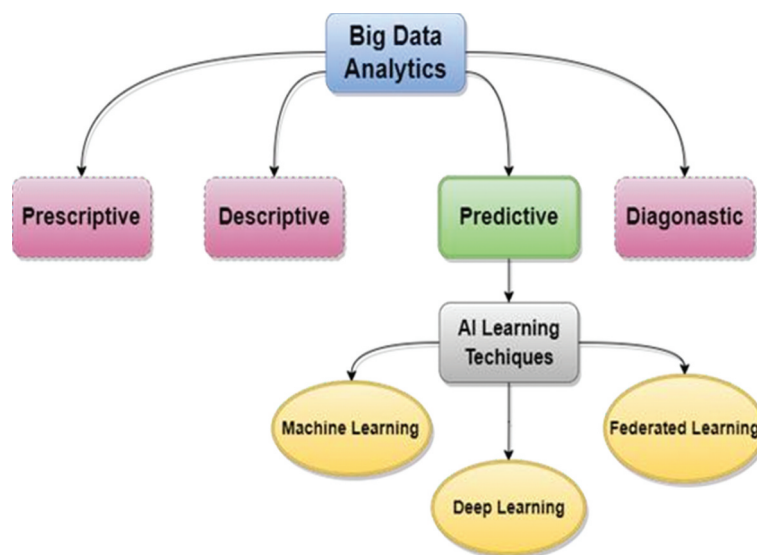 Big Data
Analytics
Prescriptive
Descriptive
Predictive
Diagonastic
AI Learning
Techiques
Machine Learning
Federated Learning
Deep Learning